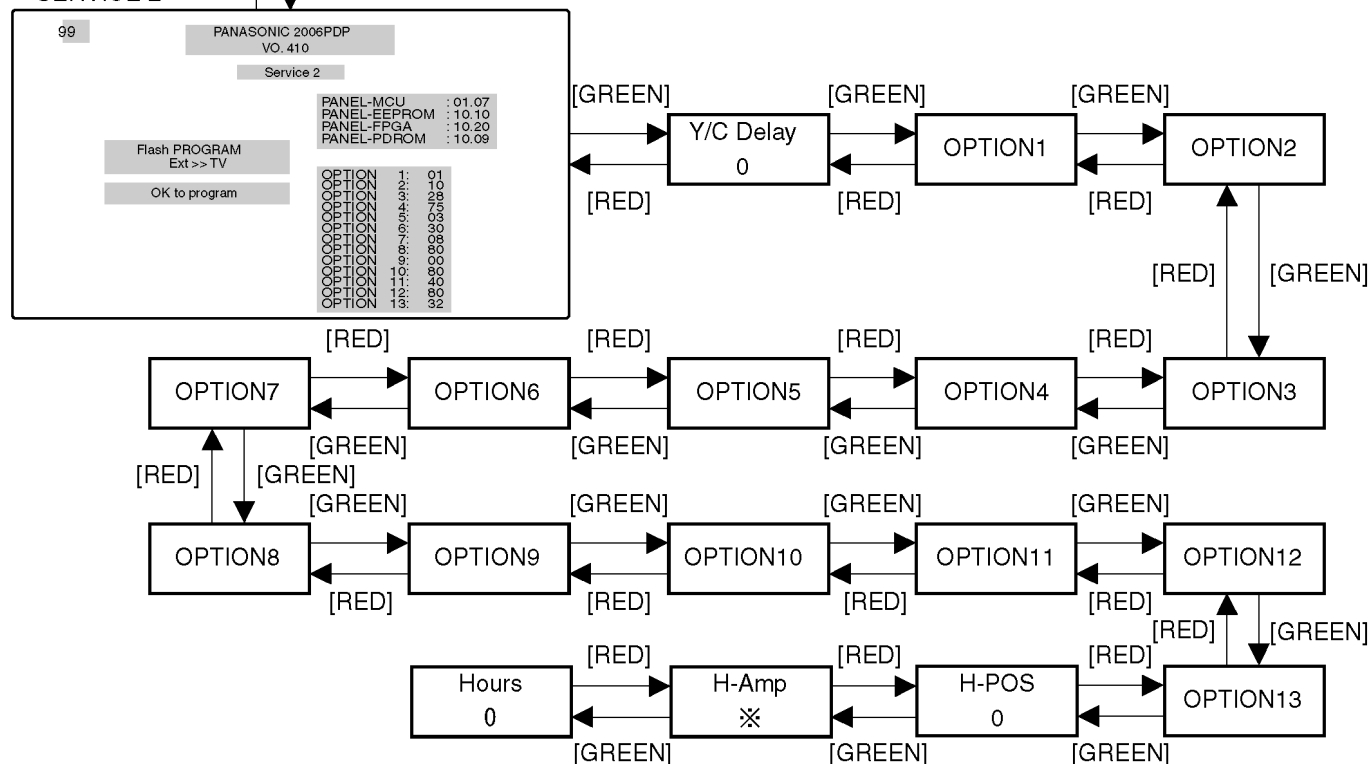 99
PANASONIC 2006PDP
VO. 410
Service 2
PANEL-MCU : 01.07
PANEL-EEPROM : 10.10
PANEL-FPGA : 10.20
PANEL-PDROM : 10.09
Flash PROGRAM
Ext >> TV
OK to program
OPTION 1: 01
OPTION 2: 10
OPTION 3: 28
OPTION 4: 75
OPTION 5: 03
OPTION 6: 30
OPTION 7: 08
OPTION 8: 80
OPTION 9: 00
OPTION 10: 80
OPTION 11: 40
OPTION 12: 80
OPTION 13: 32
[GREEN] [GREEN] [GREEN]
Y/C Delay
0
OPTION1 OPTION2
[RED] [RED] [RED]
[RED] [GREEN]
[RED] [RED] [RED] [RED]
OPTION7 OPTION6 OPTION5 OPTION4 OPTION3
[GREEN] [GREEN] [GREEN] [GREEN]
[RED] [GREEN]
[GREEN] [GREEN] [GREEN] [GREEN]
OPTION8 OPTION9 OPTION10 OPTION11 OPTION12
[RED] [RED] [RED] [RED]
[RED] [GREEN]
[RED] [RED] [RED]
Hours
0
H-Amp
※
H-POS
0
OPTION13
[GREEN] [GREEN] [GREEN]